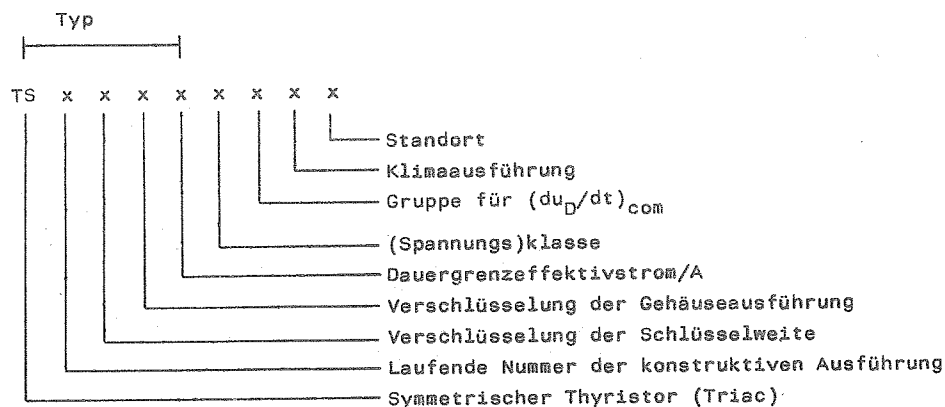 Typ
TS x x x x x x x x
Standort
Klimaausführung
Gruppe für (du_D/dt)_com
(Spannungs)klasse
Dauergrenzeffektivstrom/A
Verschlüsselung der Gehäuseausführung
Verschlüsselung der Schlüsselweite
Laufende Nummer der konstruktiven Ausführung
Symmetrischer Thyristor (Triac)